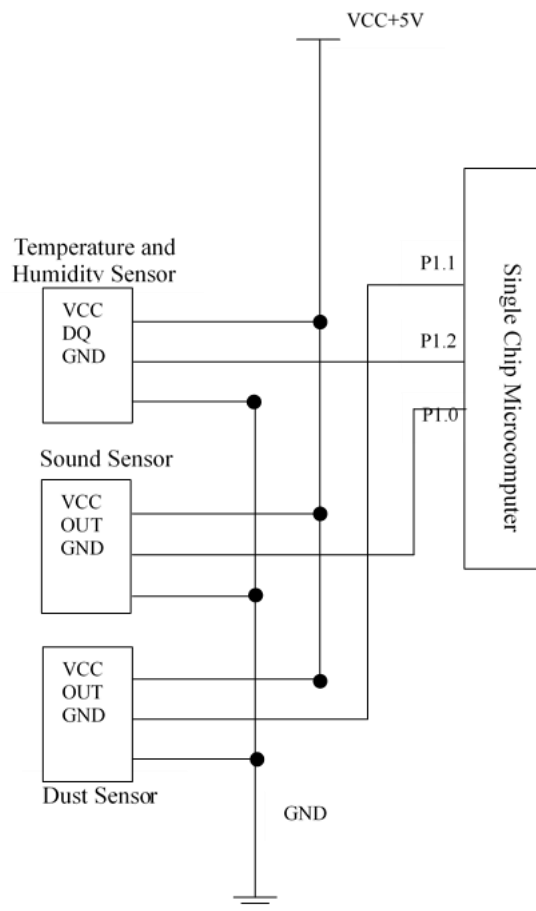 VCC+5V
Temperature and
Humidity Sensor
VCC
DQ
GND
P1.1
P1.2
P1.0
Single Chip Microcomputer
Sound Sensor
VCC
OUT
GND
VCC
OUT
GND
Dust Sensor
GND